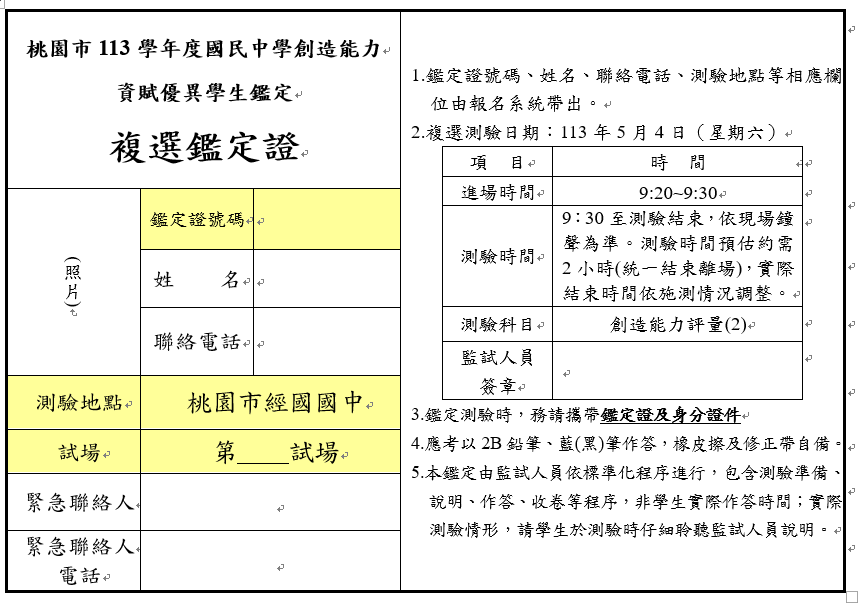 桃園市 113 學年度國民中學創造能力
資賦優異學生鑑定
複選鑑定證
(照片)
鑑定證號碼
姓 名
聯絡電話
測驗地點 桃園市經國國中
試場 第____試場
緊急聯絡人
緊急聯絡人
電話
1.鑑定證號碼、姓名、聯絡電話、測驗地點等相應欄
位由報名系統帶出。
2.複選測驗日期：113 年 5 月 4 日（星期六）
項 目 時 間
進場時間 9:20~9:30
測驗時間
9：30 至測驗結束，依現場鐘
聲為準。測驗時間預估約需
2 小時(統一結束離場)，實際
結束時間依施測情況調整。
測驗科目 創造能力評量(2)
監試人員
簽章
3.鑑定測驗時，務請攜帶鑑定證及身分證件
4.應考以 2B 鉛筆、藍(黑)筆作答，橡皮擦及修正帶自備。
5.本鑑定由監試人員依標準化程序進行，包含測驗準備、
說明、作答、收卷等程序，非學生實際作答時間；實際
測驗情形，請學生於測驗時仔細聆聽監試人員說明。